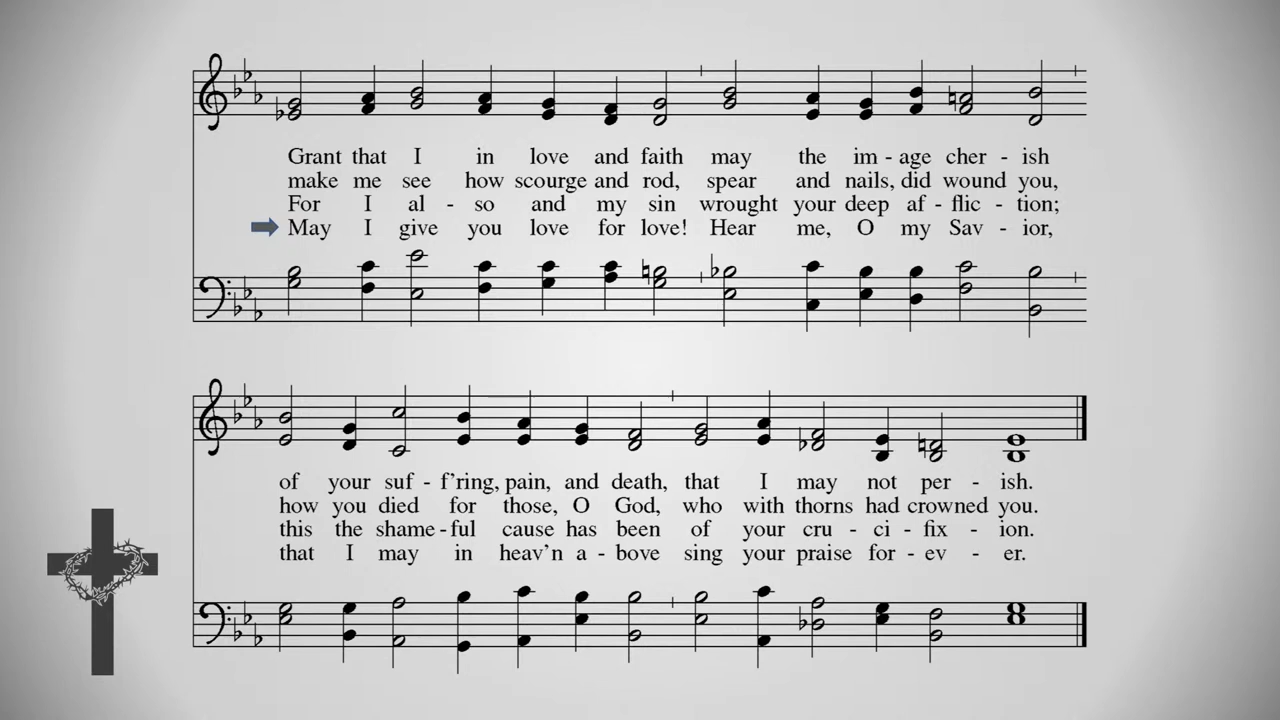 Grant that I in love and faith may the im - age cher - ish
make me see how scourge and rod, spear and nails, did wound you,
For I al - so and my sin wrought your deep af - flic - tion;
May I give you love for love! Hear me, O my Sav - ior,
of your suf - f'ring, pain, and death, that I may not per - ish.
how you died for those, O God, who with thorns had crowned you.
this the shame - ful cause has been of your cru - ci - fix - ion.
that I may in heav'n a - bove sing your praise for - ev - er.